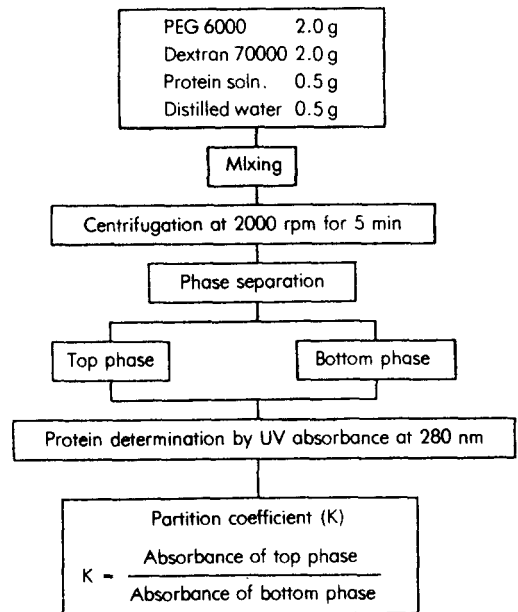 PEG 6000 2.0 g
Dextran 70000 2.0 g
Protein soln. 0.5 g
Distilled water 0.5 g
Mixing
Centrifugation at 2000 rpm for 5 min
Phase separation
Top phase
Bottom phase
Protein determination by UV absorbance at 280 nm
Partition coefficient (K)
K = Absorbance of top phase
Absorbance of bottom phase